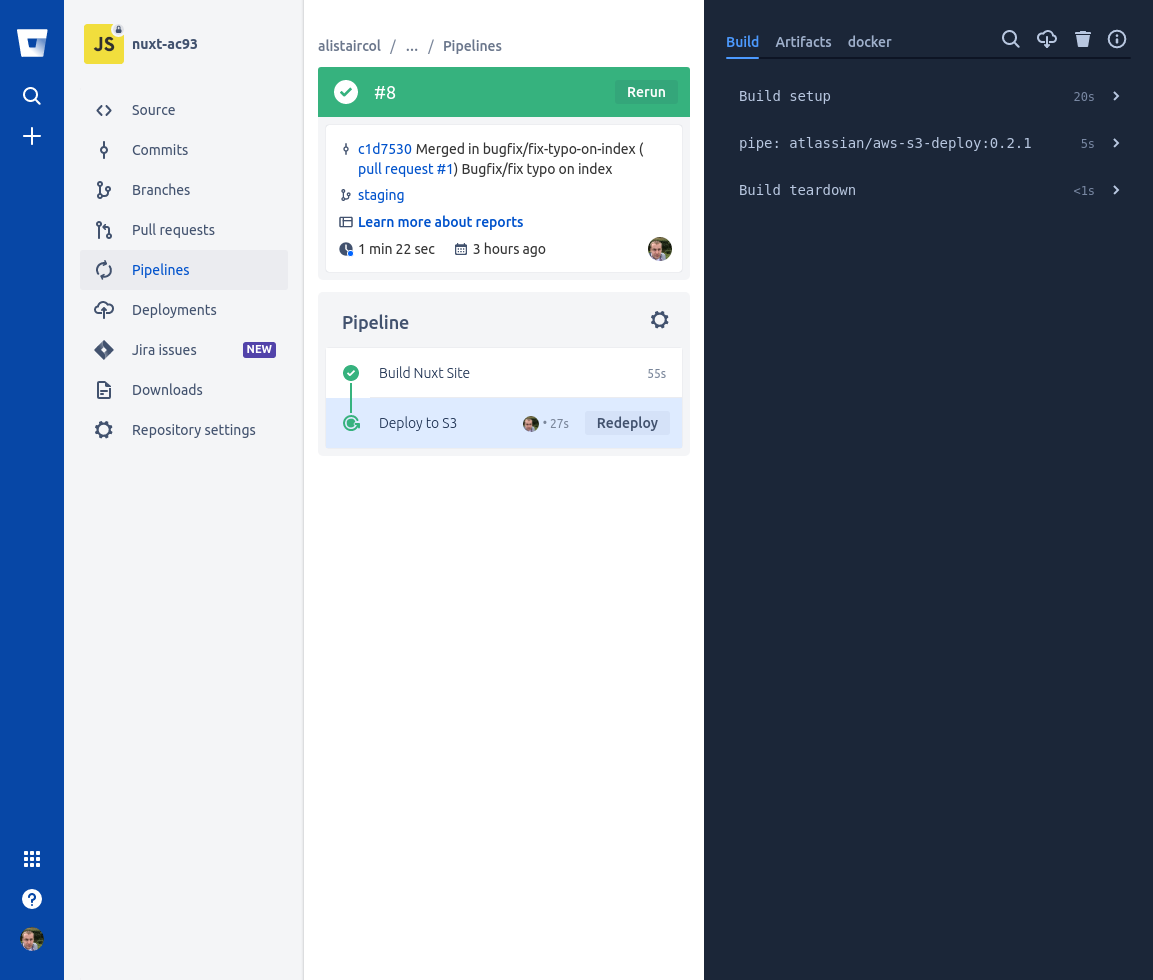 JS nuxt-ac93
Source
Commits
Branches
Pull requests
Pipelines
Deployments
Jira issues NEW
Downloads
Repository settings
?
alistaircol / ... / Pipelines
#8 Rerun
c1d7530 Merged in bugfix/fix-typo-on-index (
pull request #1) Bugfix/fix typo on index
staging
Learn more about reports
1 min 22 sec 3 hours ago
Pipeline
Build Nuxt Site 55s
Deploy to S3 • 27s Redeploy
Build Artifacts docker
Build setup 20s
pipe: atlassian/aws-s3-deploy:0.2.1 5s
Build teardown <1s